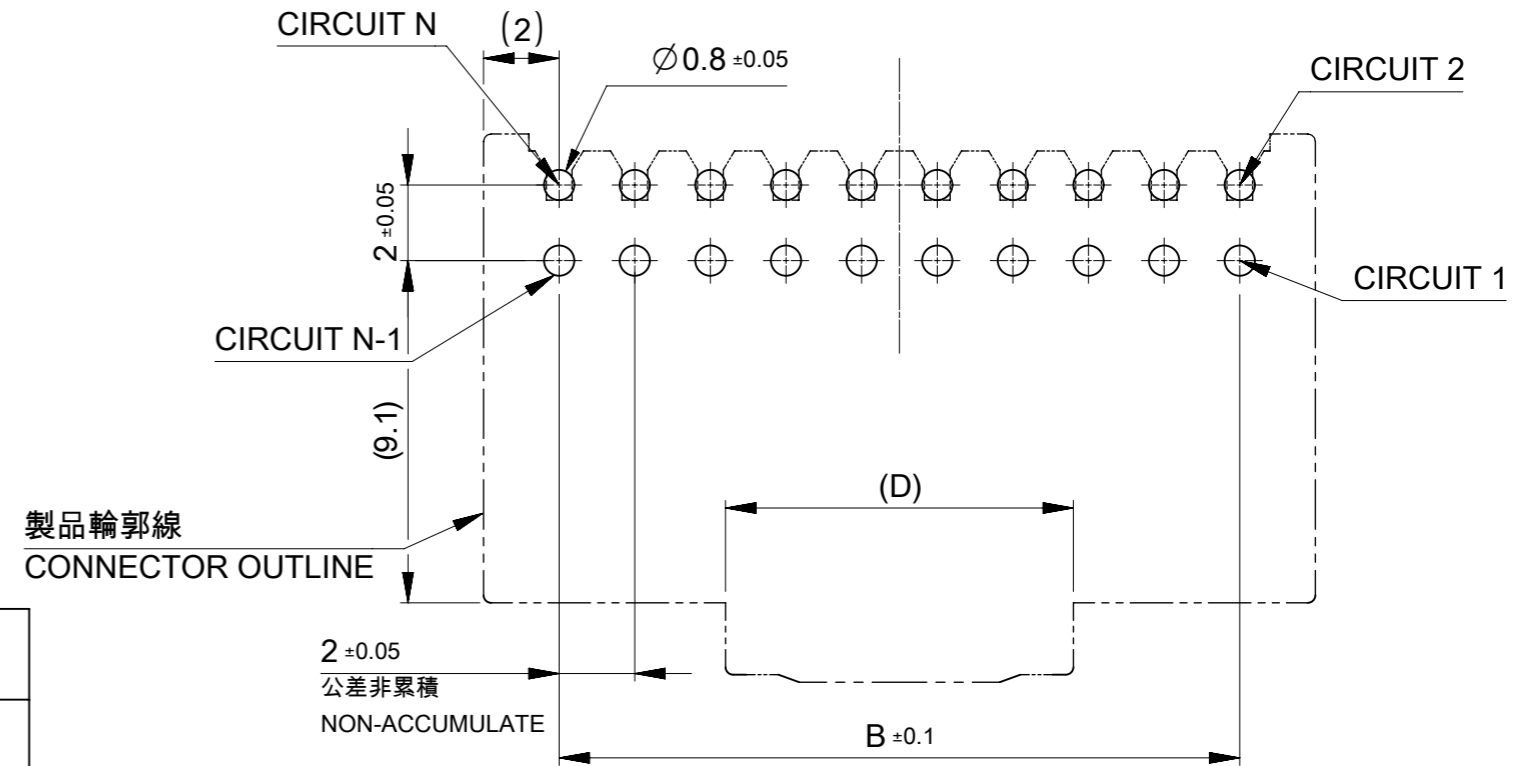 CIRCUIT N
(2)
∅0.8 ±0.05
CIRCUIT 2
2 ±0.05
CIRCUIT 1
CIRCUIT N-1
(9.1)
(D)
製品輪郭線
CONNECTOR OUTLINE
2 ±0.05
公差非累積
NON-ACCUMULATE
B ±0.1